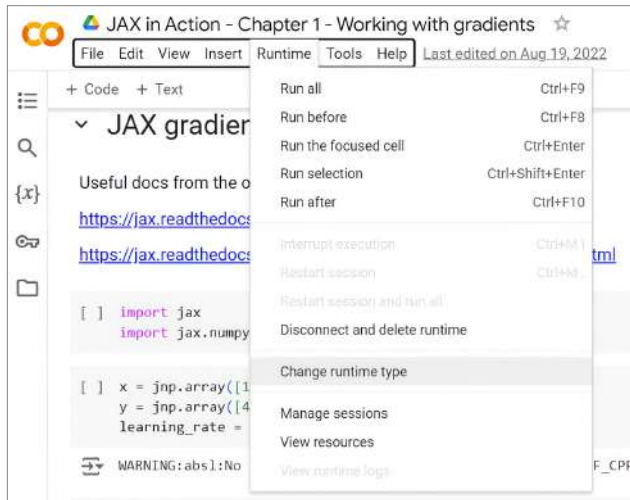 JAX in Action - Chapter 1 - Working with gradients
File Edit View Insert Runtime Tools Help Last edited on Aug 19, 2022
+ Code + Text
Run all Ctrl+F9
Run before Ctrl+F8
Run the focused cell Ctrl+Enter
Run selection Ctrl+Shift+Enter
Run after Ctrl+F10
Interrupt execution Ctrl+M I
Restart session Ctrl+M .
Restart session and run all
Disconnect and delete runtime
Change runtime type
Manage sessions
View resources
View runtime logs
JAX gradier
Useful docs from the o
https://jax.readthedocs
https://jax.readthedocs tml
{x}
[ ] import jax
import jax.numpy
[ ] x = jnp.array([1
y = jnp.array([4
learning_rate =
WARNING:absl:No F_CPP